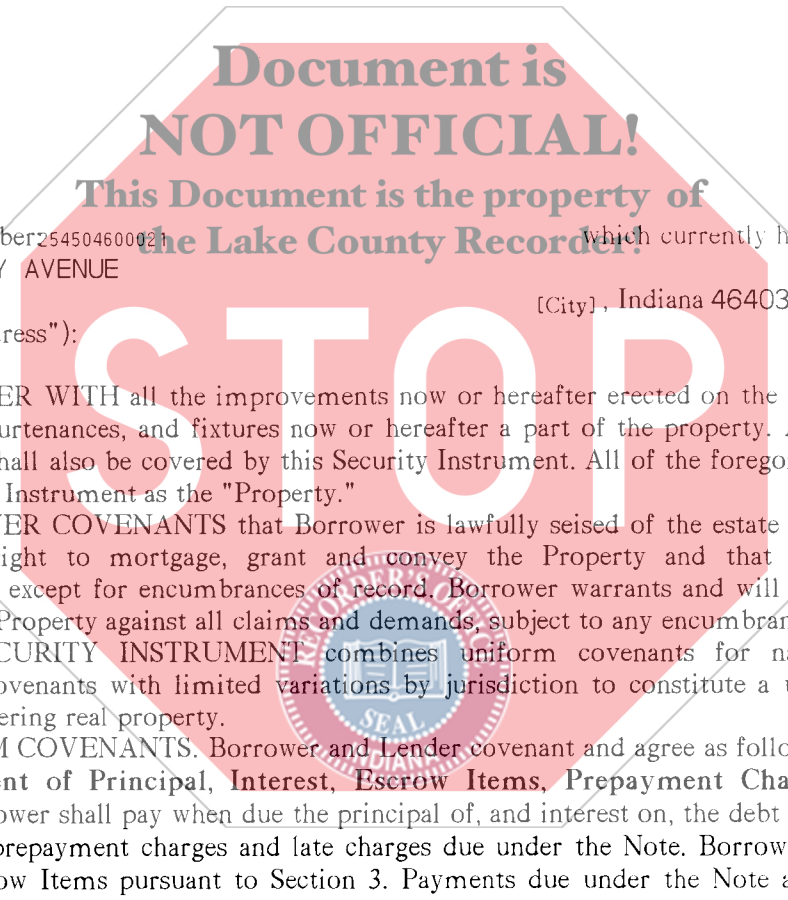 Document is
NOT OFFICIAL!
This Document is the property of
the Lake County Recorder!
ber254504600021 which currently h
Y AVENUE
[City], Indiana 46403
ress"):
STOP
ER WITH all the improvements now or hereafter erected on the
urtenances, and fixtures now or hereafter a part of the property. A
hall also be covered by this Security Instrument. All of the forego
Instrument as the "Property."
ER COVENANTS that Borrower is lawfully seised of the estate
ight to mortgage, grant and convey the Property and that
except for encumbrances of record. Borrower warrants and will
Property against all claims and demands, subject to any encumbran
CURITY INSTRUMENT combines uniform covenants for na
ovenants with limited variations by jurisdiction to constitute a u
ering real property.
RECORDER'S OFFICE
SEAL
INDIANA
M COVENANTS. Borrower and Lender covenant and agree as follo
ent of Principal, Interest, Escrow Items, Prepayment Cha
ower shall pay when due the principal of, and interest on, the debt
prepayment charges and late charges due under the Note. Borrow
ow Items pursuant to Section 3. Payments due under the Note a